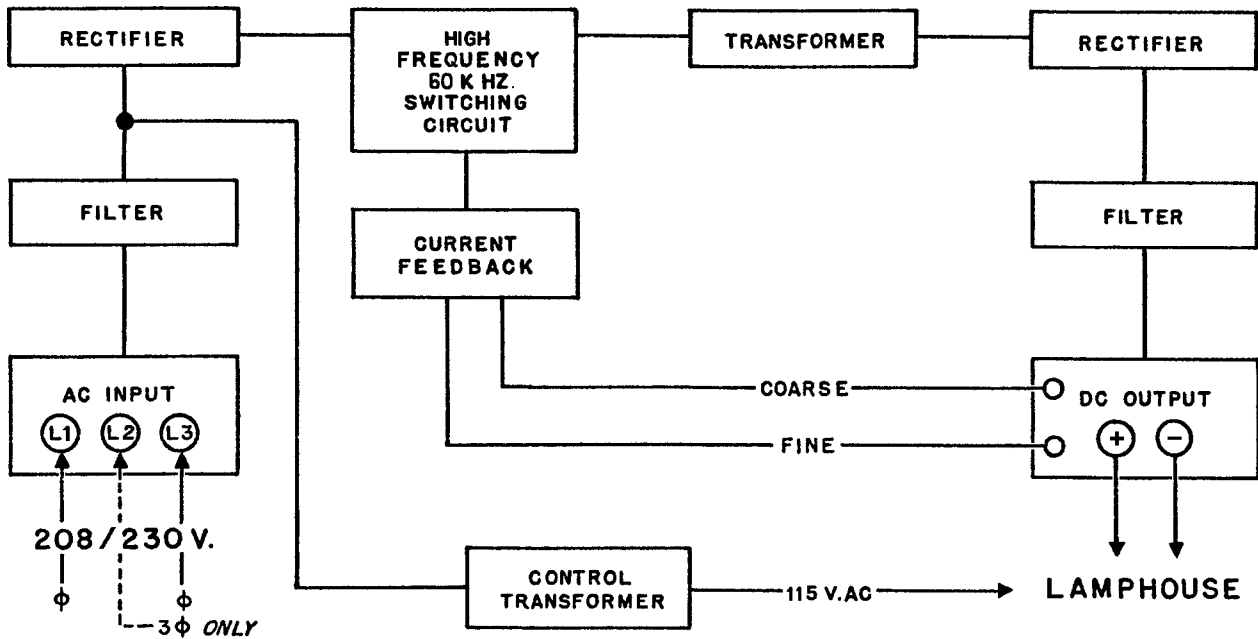 RECTIFIER
HIGH
FREQUENCY
60 K HZ.
SWITCHING
CIRCUIT
TRANSFORMER
RECTIFIER
FILTER
CURRENT
FEEDBACK
FILTER
AC INPUT
L1 L2 L3
COARSE
FINE
DC OUTPUT
+ −
208/230 V.
ϕ ϕ
3ϕ ONLY
CONTROL
TRANSFORMER
115 V. AC
LAMPHOUSE